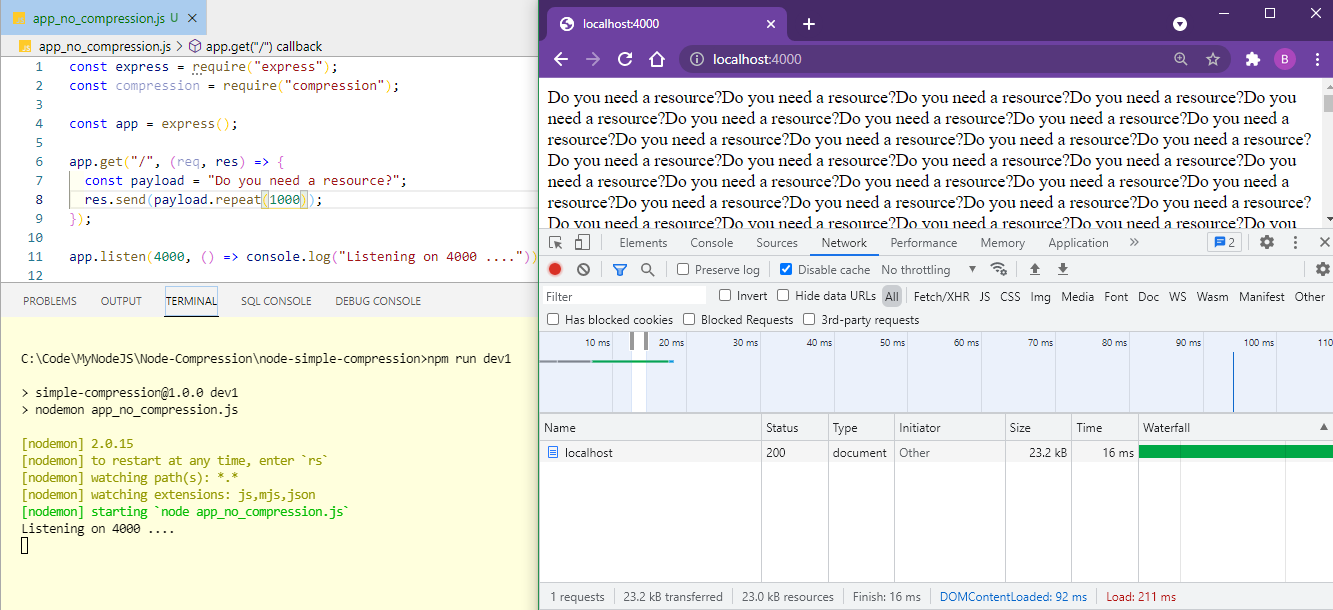 app_no_compression.js U
app_no_compression.js > app.get("/") callback
1 const express = require("express");
2 const compression = require("compression");
3
4 const app = express();
5
6 app.get("/", (req, res) => {
7 const payload = "Do you need a resource?";
8 res.send(payload.repeat(1000));
9 });
10
11 app.listen(4000, () => console.log("Listening on 4000 ...."))
12
PROBLEMS OUTPUT TERMINAL SQL CONSOLE DEBUG CONSOLE
C:\Code\MyNodeJS\Node-Compression\node-simple-compression>npm run dev1
> simple-compression@1.0.0 dev1
> nodemon app_no_compression.js
[nodemon] 2.0.15
[nodemon] to restart at any time, enter `rs`
[nodemon] watching path(s): *.*
[nodemon] watching extensions: js,mjs,json
[nodemon] starting `node app_no_compression.js`
Listening on 4000 ....
localhost:4000
localhost:4000 B
Do you need a resource?Do you need a resource?Do you need a resource?Do you need a resource?Do you
need a resource?Do you need a resource?Do you need a resource?Do you need a resource?Do you need a
resource?Do you need a resource?Do you need a resource?Do you need a resource?Do you need a resource?
Do you need a resource?Do you need a resource?Do you need a resource?Do you need a resource?Do you
need a resource?Do you need a resource?Do you need a resource?Do you need a resource?Do you need a
resource?Do you need a resource?Do you need a resource?Do you need a resource?Do you need a resource?
Do you need a resource?Do you need a resource?Do you need a resource?Do you need a resource?Do you
Elements Console Sources Network Performance Memory Application 2
Preserve log Disable cache No throttling
Filter Invert Hide data URLs All Fetch/XHR JS CSS Img Media Font Doc WS Wasm Manifest Other
Has blocked cookies Blocked Requests 3rd-party requests
10 ms 20 ms 30 ms 40 ms 50 ms 60 ms 70 ms 80 ms 90 ms 100 ms 110
Name Status Type Initiator Size Time Waterfall
localhost 200 document Other 23.2 kB 16 ms
1 requests 23.2 kB transferred 23.0 kB resources Finish: 16 ms DOMContentLoaded: 92 ms Load: 211 ms